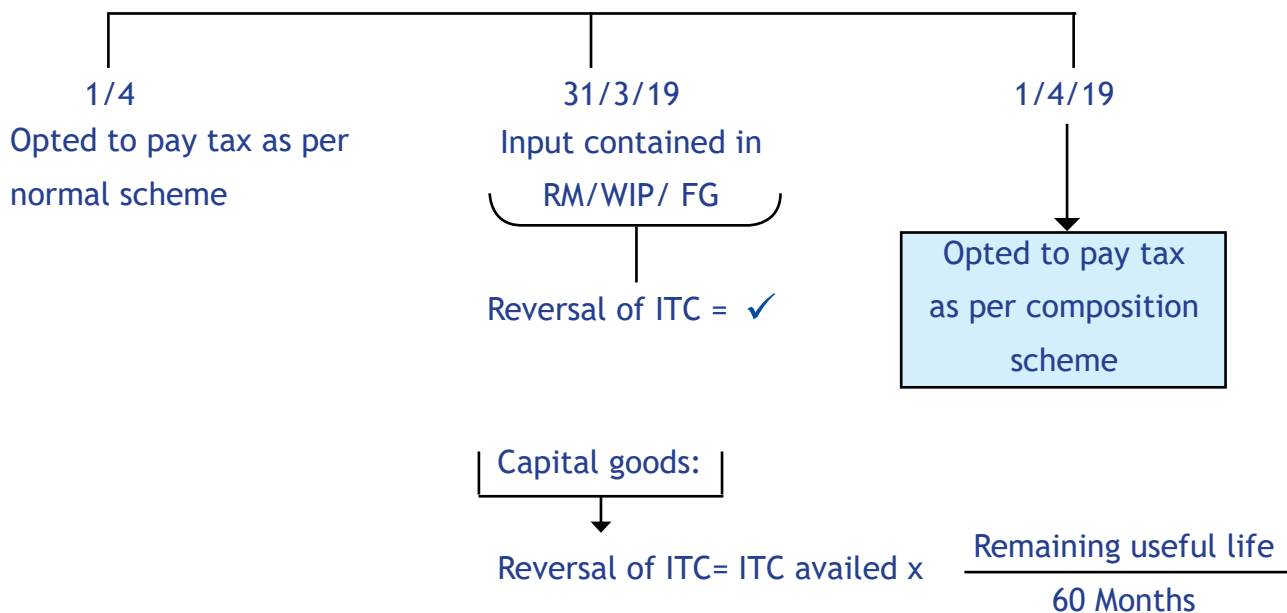 1/4
Opted to pay tax as per
normal scheme
31/3/19
Input contained in
RM/WIP/ FG
Reversal of ITC = ✓
1/4/19
Opted to pay tax
as per composition
scheme
Capital goods:
Reversal of ITC= ITC availed x
Remaining useful life
60 Months